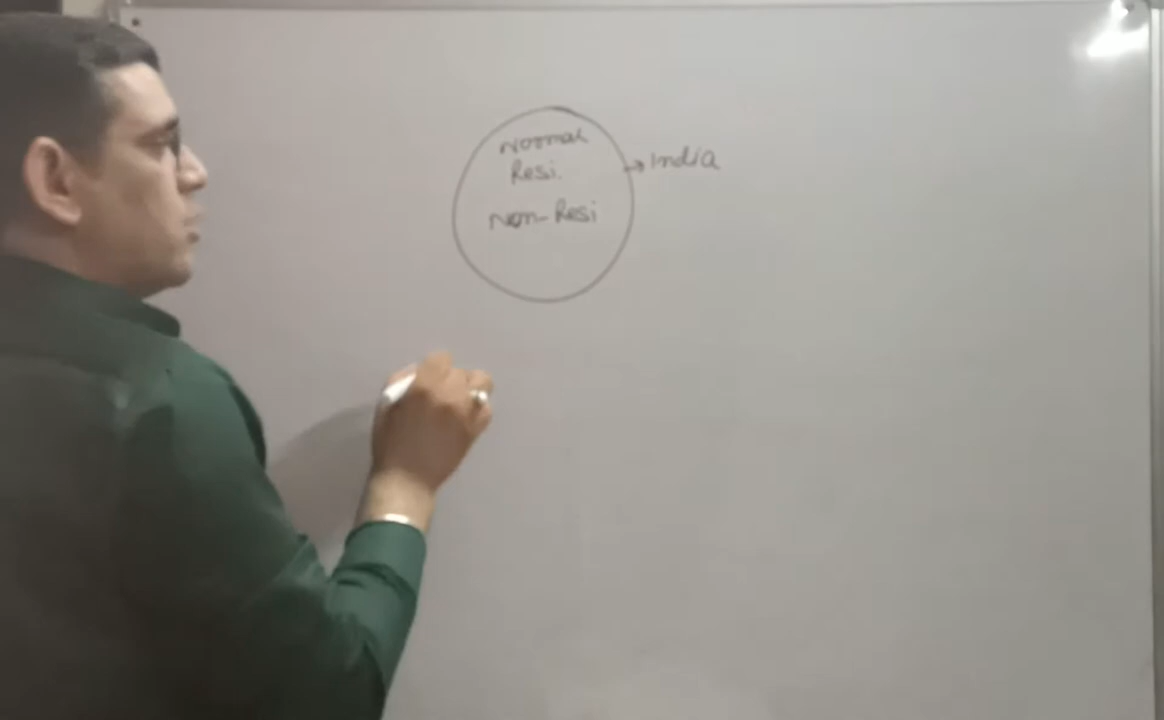 Normal
Resi.
Non-Resi
→ India